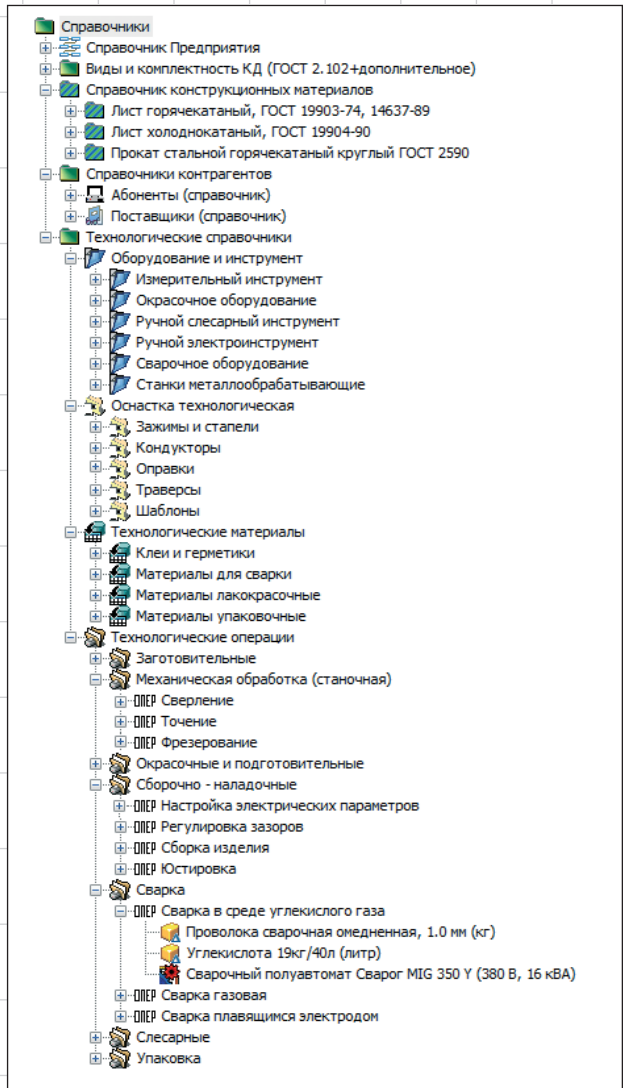 Справочники
Справочник Предприятия
Виды и комплектность КД (ГОСТ 2.102+дополнительное)
Справочник конструкционных материалов
Лист горячекатаный, ГОСТ 19903-74, 14637-89
Лист холоднокатаный, ГОСТ 19904-90
Прокат стальной горячекатаный круглый ГОСТ 2590
Справочники контрагентов
Абоненты (справочник)
Поставщики (справочник)
Технологические справочники
Оборудование и инструмент
Измерительный инструмент
Окрасочное оборудование
Ручной слесарный инструмент
Ручной электроинструмент
Сварочное оборудование
Станки металлообрабатывающие
Оснастка технологическая
Зажимы и стапели
Кондукторы
Оправки
Траверсы
Шаблоны
Технологические материалы
Клеи и герметики
Материалы для сварки
Материалы лакокрасочные
Материалы упаковочные
Технологические операции
Заготовительные
Механическая обработка (станочная)
ОПЕР Сверление
ОПЕР Точение
ОПЕР Фрезерование
Окрасочные и подготовительные
Сборочно - наладочные
ОПЕР Настройка электрических параметров
ОПЕР Регулировка зазоров
ОПЕР Сборка изделия
ОПЕР Юстировка
Сварка
ОПЕР Сварка в среде углекислого газа
Проволока сварочная омедненная, 1.0 мм (кг)
Углекислота 19кг/40л (литр)
Сварочный полуавтомат Сварог MIG 350 Y (380 В, 16 кВА)
ОПЕР Сварка газовая
ОПЕР Сварка плавящимся электродом
Слесарные
Упаковка